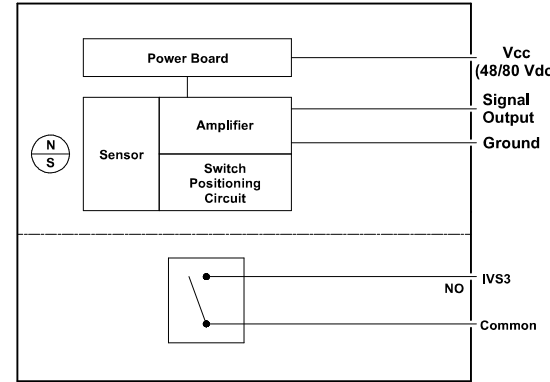 Power Board
Vcc
(48/80 Vdc
Signal
Output
Amplifier
Ground
N
S
Sensor
Switch
Positioning
Circuit
IVS3
NO
Common